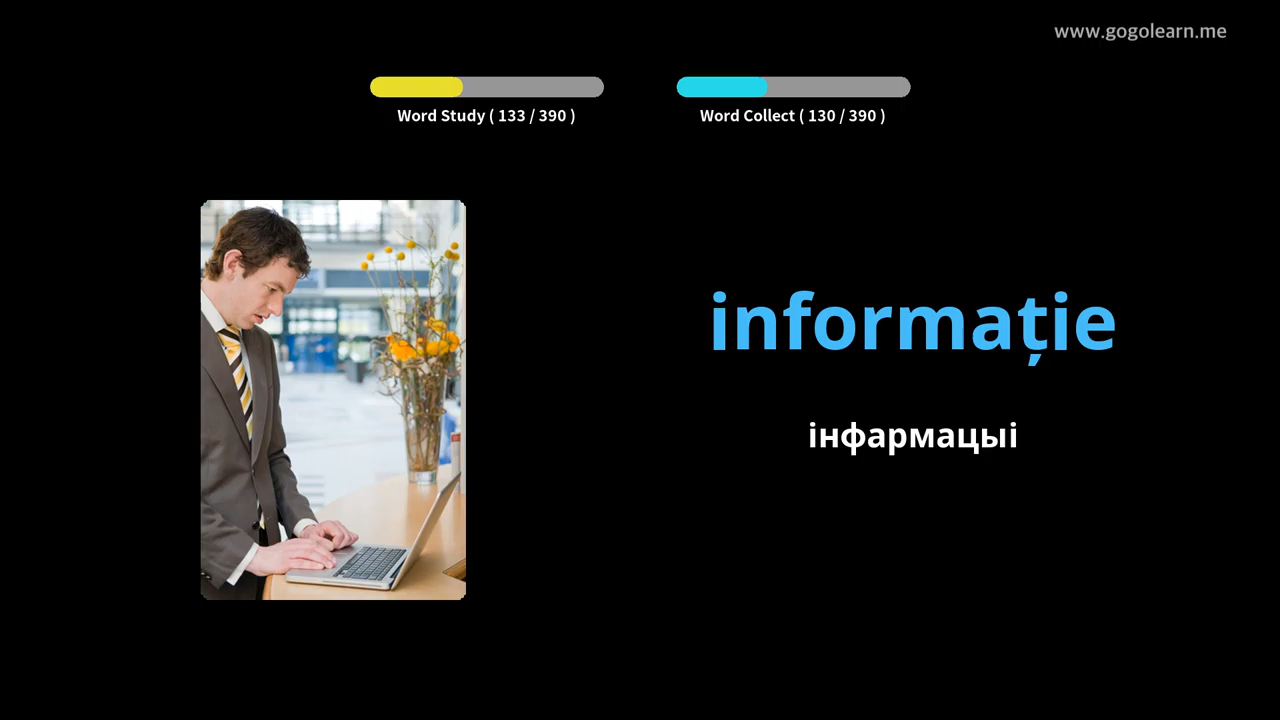 www.gogolearn.me
Word Study ( 133 / 390 )
Word Collect ( 130 / 390 )
informație
інфармацыі